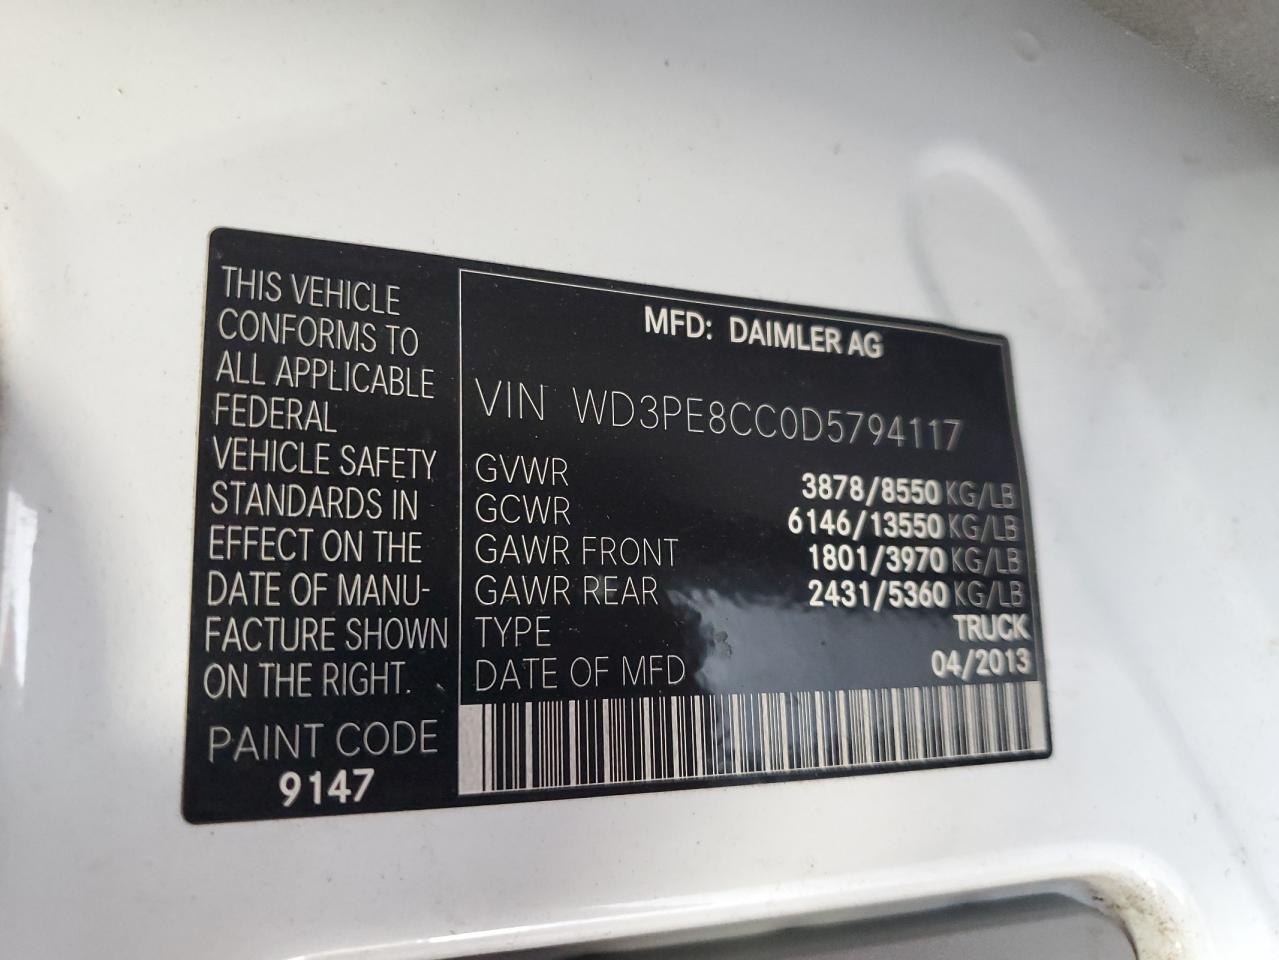 THIS VEHICLE
CONFORMS TO
ALL APPLICABLE
FEDERAL
VEHICLE SAFETY
STANDARDS IN
EFFECT ON THE
DATE OF MANU-
FACTURE SHOWN
ON THE RIGHT.
PAINT CODE
9147
MFD: DAIMLER AG
VIN WD3PE8CC0D5794117
GVWR 3878/8550 KG/LB
GCWR 6146/13550 KG/LB
GAWR FRONT 1801/3970 KG/LB
GAWR REAR 2431/5360 KG/LB
TYPE TRUCK
DATE OF MFD 04/2013